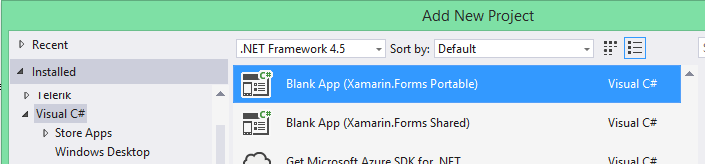 Add New Project
Recent
.NET Framework 4.5 Sort by: Default
Installed
Telerik
Visual C#
Store Apps
Windows Desktop
C# Blank App (Xamarin.Forms Portable) Visual C#
C# Blank App (Xamarin.Forms Shared) Visual C#
Get Microsoft Azure SDK for .NET Visual C#